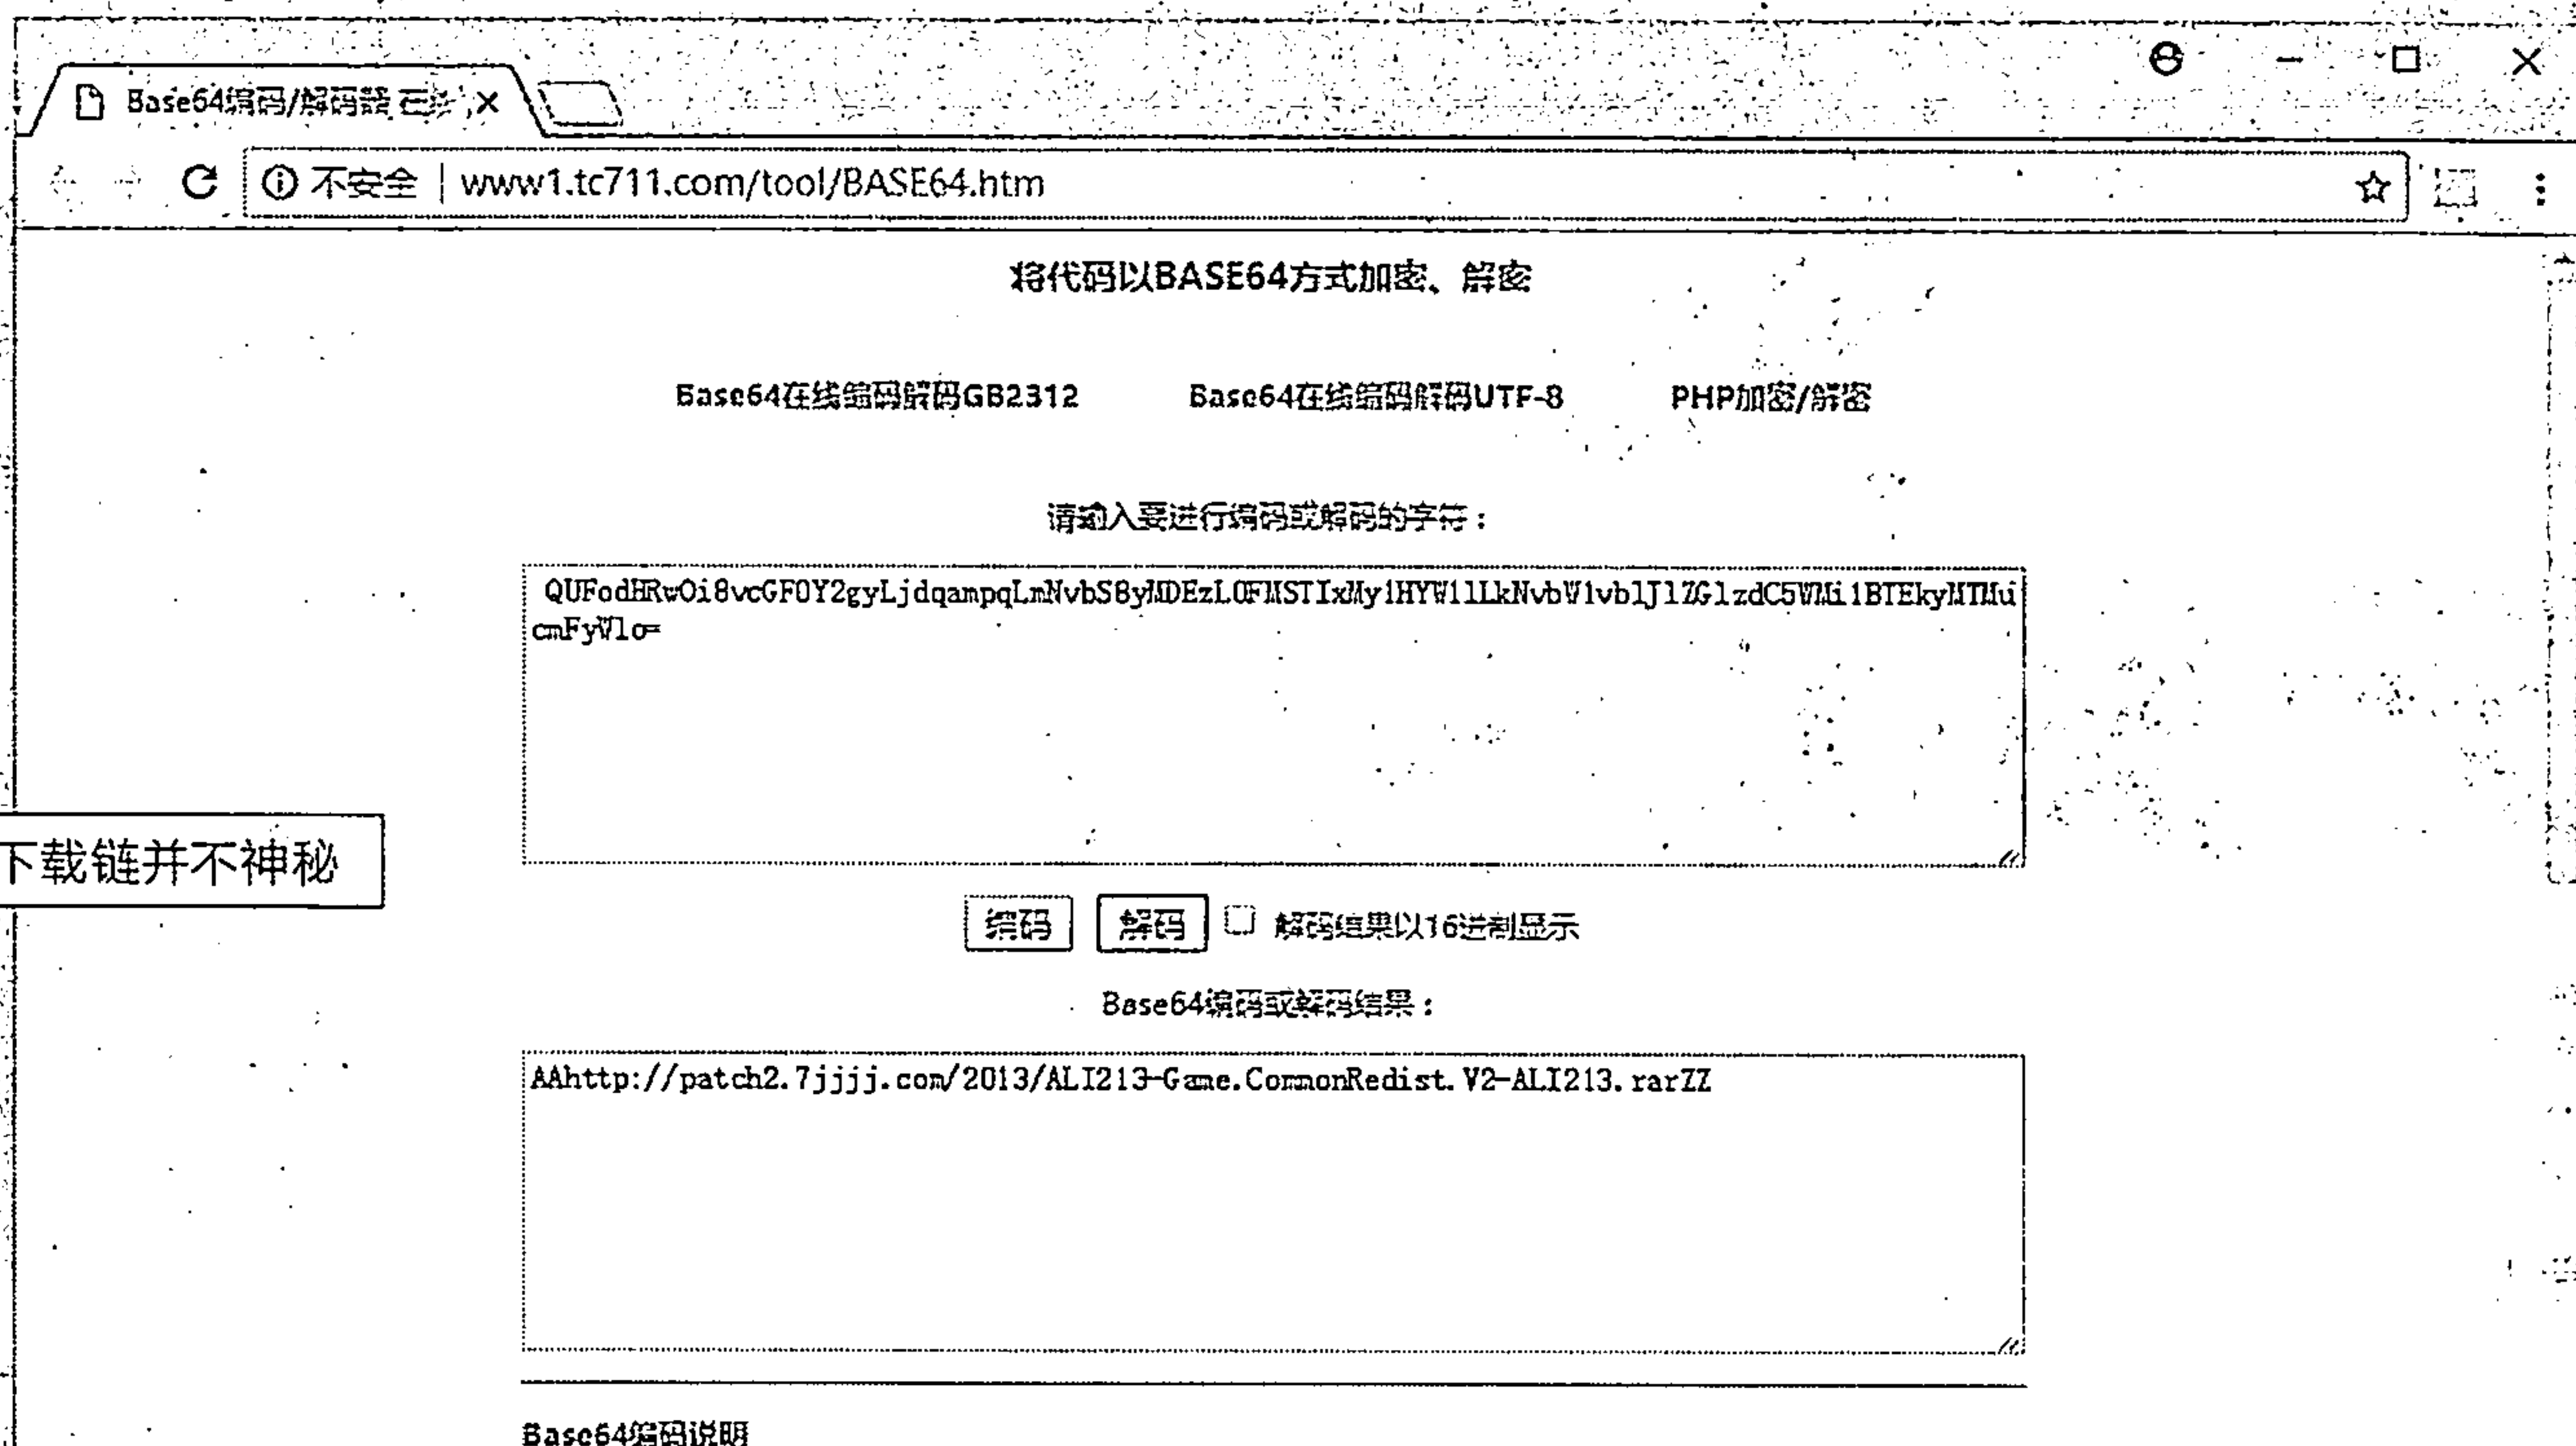 Base64编码/解码器 在线
不安全 | www1.tc711.com/tool/BASE64.htm
将代码以BASE64方式加密、解密
Base64在线编码解码GB2312 Base64在线编码解码UTF-8 PHP加密/解密
请输入要进行编码或解码的字符：
QUFodHRwOi8vcGF0Y2gyLjdqampqLmNvbS8yMDEzL0FMSTIxMy1HYW1lLkNvbW1vblJlZGlzdC5WMi1BTEkyMTMu
cmFyWlo=
下载链并不神秘
编码 解码 解码结果以16进制显示
Base64编码或解码结果：
AAhttp://patch2.7jjjj.com/2013/ALI213-Game.CommonRedist.V2-ALI213.rarZZ
Base64编码说明